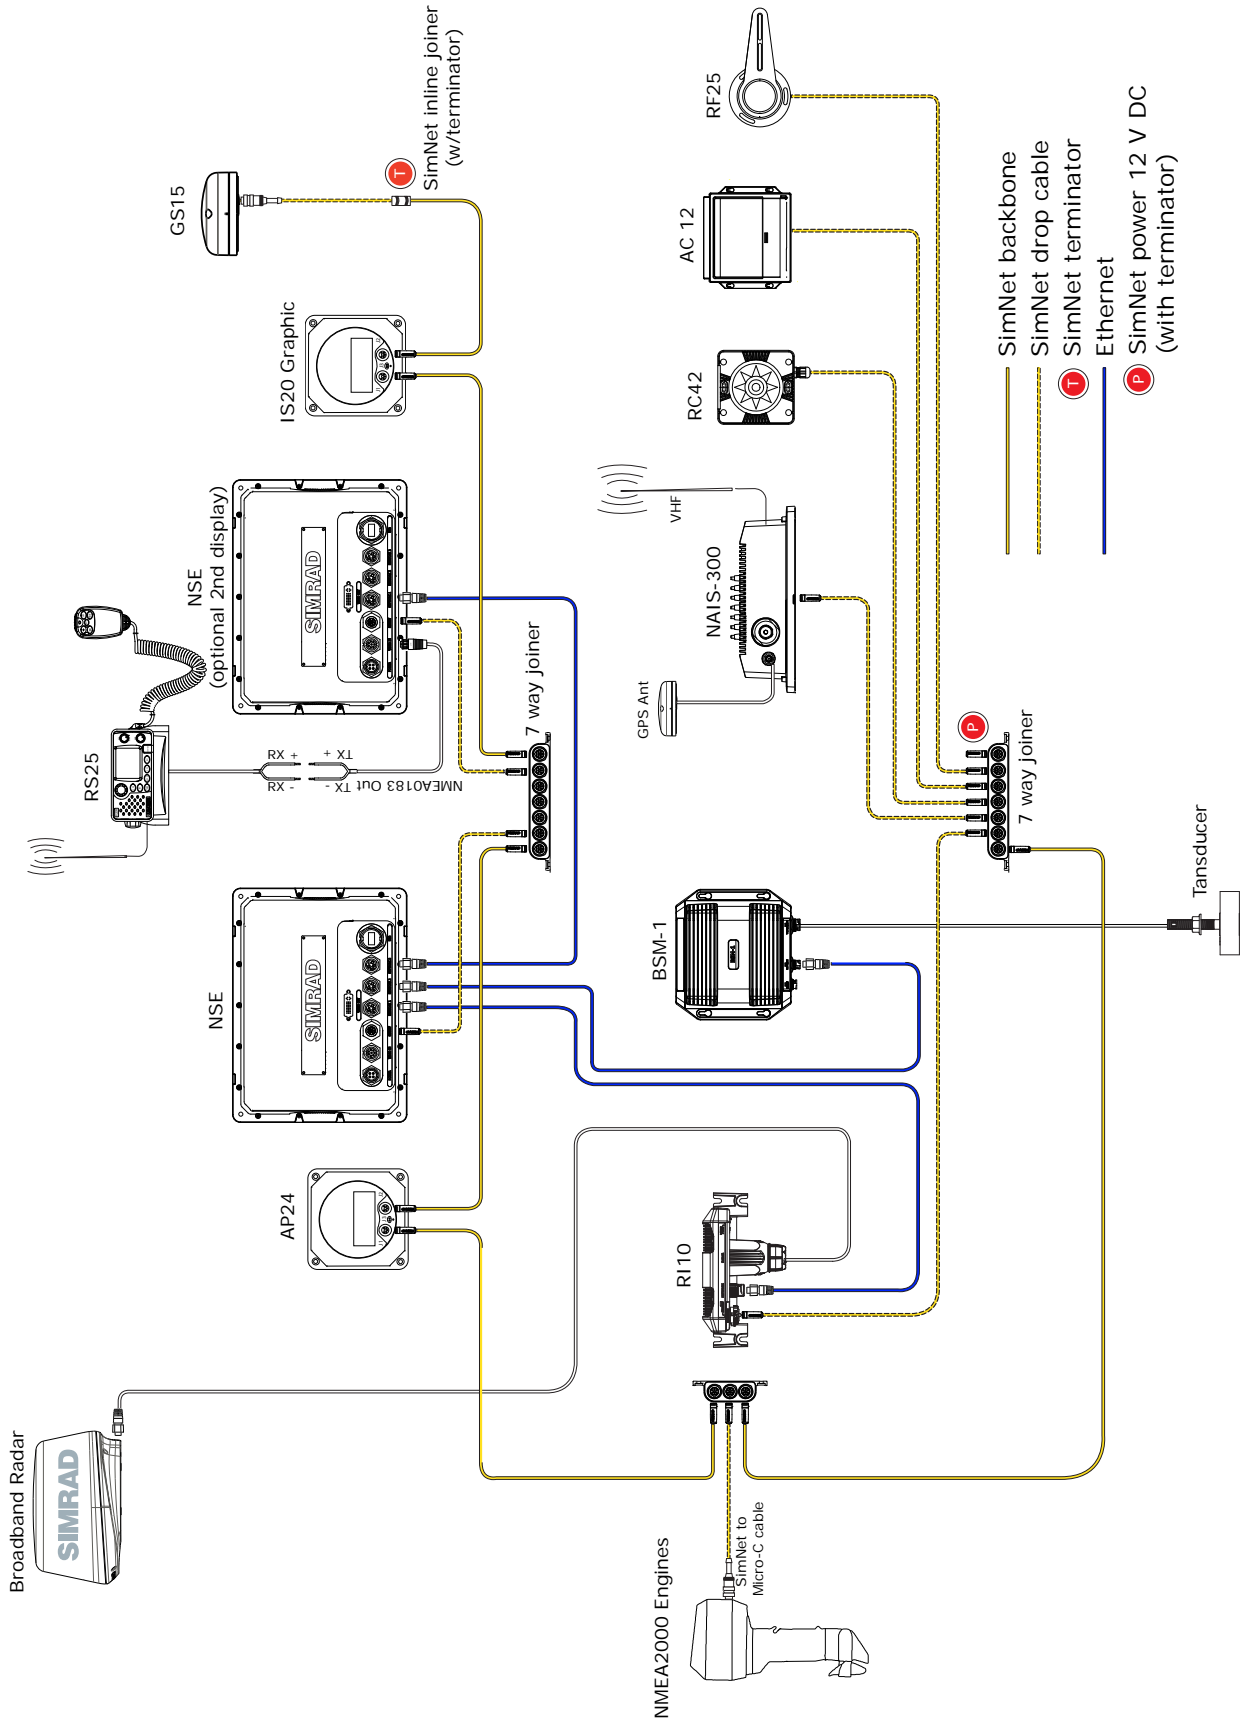 Broadband Radar
SIMRAD
RS25
RX -
RX +
TX -
TX +
NMEA0183 Out
GS15
T
SimNet inline joiner
(w/terminator)
AP24
NSE
SIMRAD
NSE
(optional 2nd display)
SIMRAD
IS20 Graphic
7 way joiner
NMEA2000 Engines
SimNet to
Micro-C cable
RI10
BSM-1
BSM-1
GPS Ant
NAIS-300
VHF
RC42
AC 12
RF25
P
7 way joiner
Tansducer
SimNet backbone
SimNet drop cable
T
SimNet terminator
Ethernet
P
SimNet power 12 V DC
(with terminator)